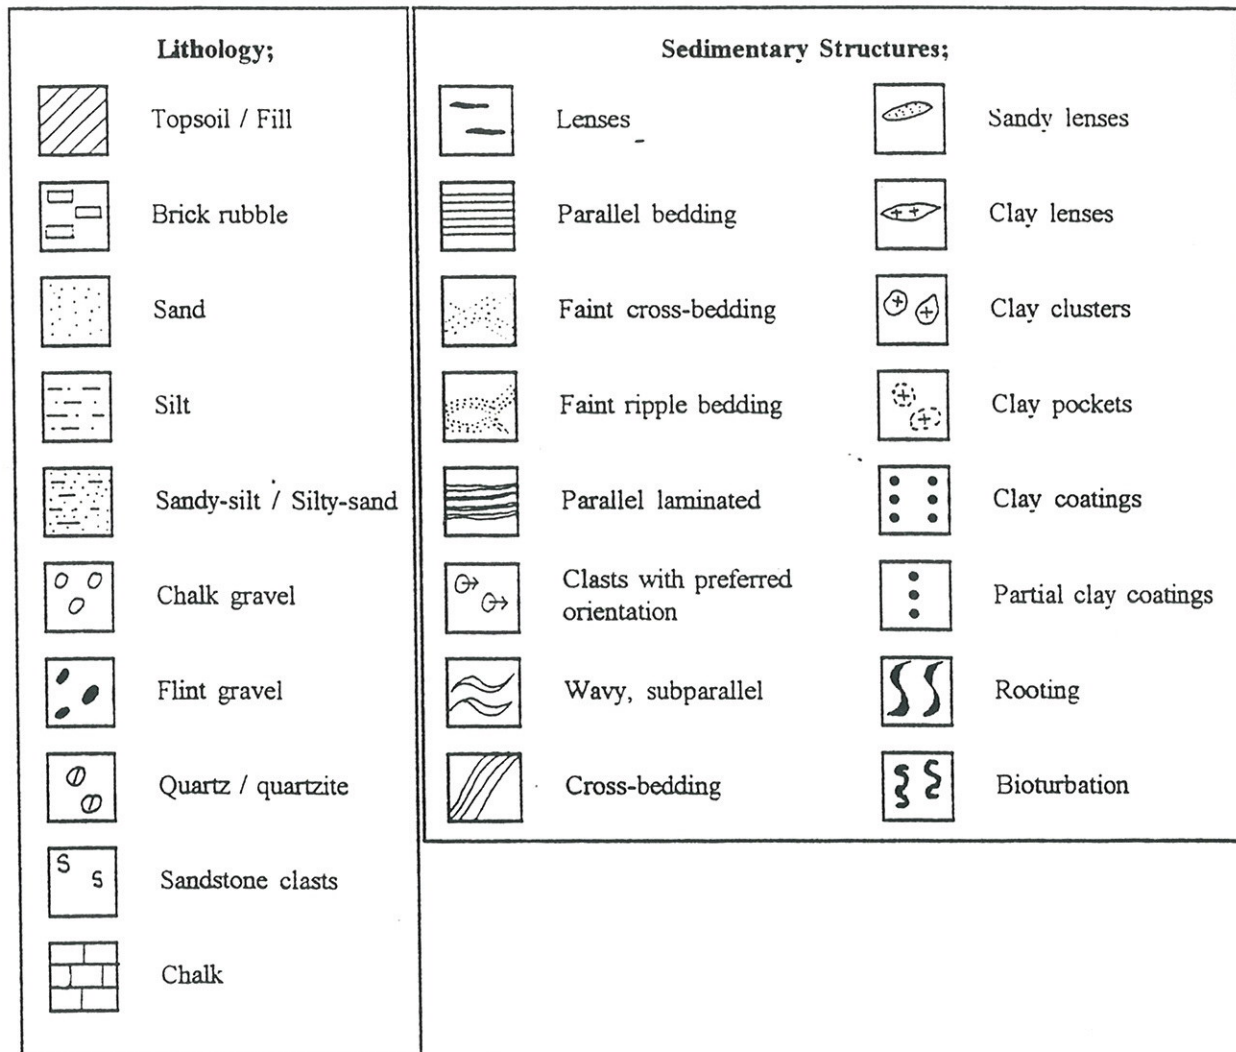 Lithology;
Topsoil / Fill
Brick rubble
Sand
Silt
Sandy-silt / Silty-sand
Chalk gravel
Flint gravel
Quartz / quartzite
Sandstone clasts
Chalk
Sedimentary Structures;
Lenses
Parallel bedding
Faint cross-bedding
Faint ripple bedding
Parallel laminated
Clasts with preferred
orientation
Wavy, subparallel
Cross-bedding
Sandy lenses
Clay lenses
Clay clusters
Clay pockets
Clay coatings
Partial clay coatings
Rooting
Bioturbation